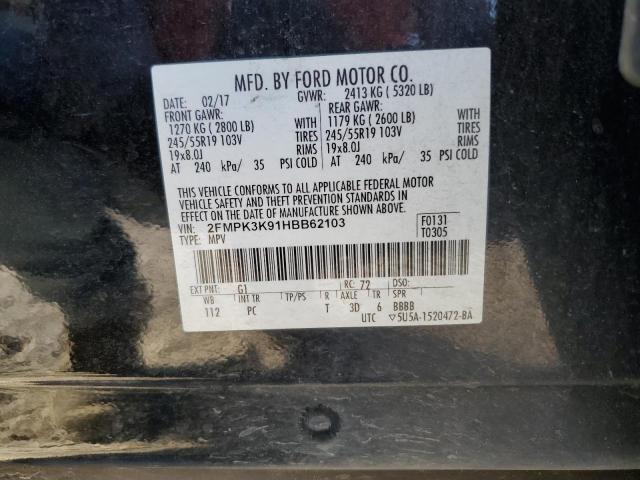 MFD. BY FORD MOTOR CO.
DATE: 02/17 GVWR: 2413 KG ( 5320 LB)
FRONT GAWR: REAR GAWR:
1270 KG ( 2800 LB) WITH 1179 KG ( 2600 LB) WITH
245/55R19 103V TIRES 245/55R19 103V TIRES
19x8.0J RIMS 19x8.0J RIMS
AT 240 kPa/ 35 PSI COLD AT 240 kPa/ 35 PSI COLD
THIS VEHICLE CONFORMS TO ALL APPLICABLE FEDERAL MOTOR
VEHICLE SAFETY AND THEFT PREVENTION STANDARDS IN
EFFECT ON THE DATE OF MANUFACTURE SHOWN ABOVE.
VIN: 2FMPK3K91HBB62103 F0131
TYPE: MPV T0305
EXT PNT: G1 RC: 72 DSO:
WB INT TR TP/PS R AXLE TR SPR
112 PC T 3D 6 BBBB
UTC ▽5U5A-1520472-BA